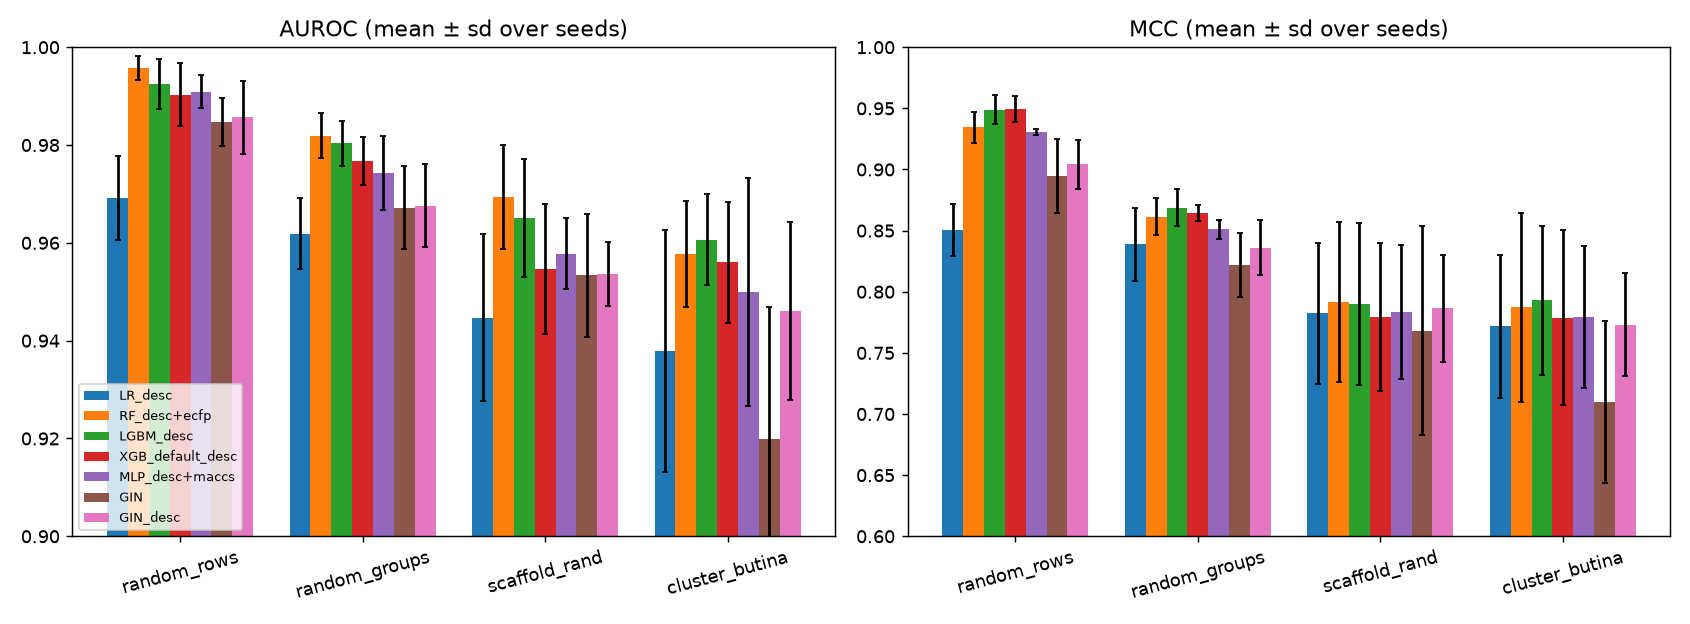 AUROC (mean ± sd over seeds)
1.00
0.98
0.96
0.94
0.92
0.90
LR_desc
RF_desc+ecfp
LGBM_desc
XGB_default_desc
MLP_desc+maccs
GIN
GIN_desc
random_rows
random_groups
scaffold_rand
cluster_butina
MCC (mean ± sd over seeds)
1.00
0.95
0.90
0.85
0.80
0.75
0.70
0.65
0.60
random_rows
random_groups
scaffold_rand
cluster_butina